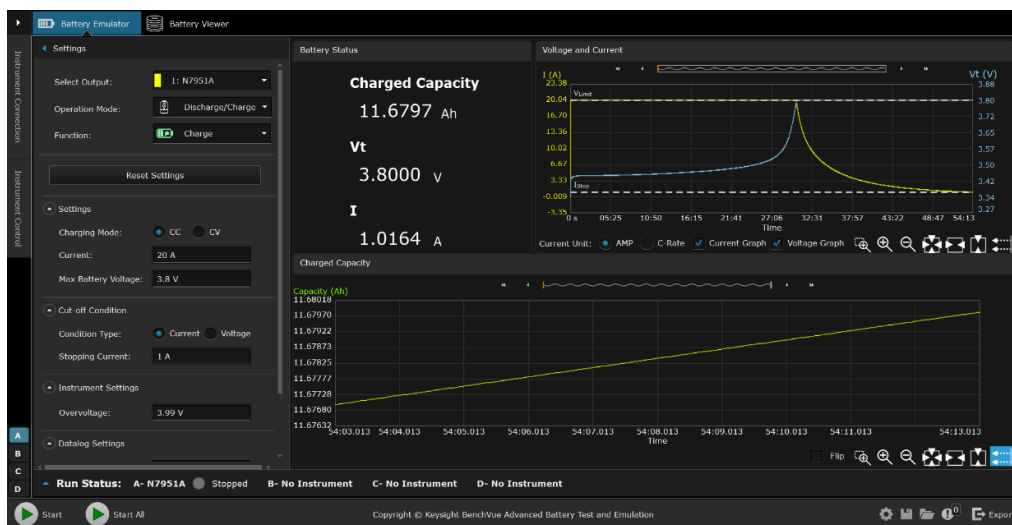 Battery Emulator
Battery Viewer
Instrument Connection
Instrument Control
Settings
Select Output: 1: N7951A
Operation Mode: Discharge/Charge
Function: Charge
Reset Settings
Settings
Charging Mode: CC CV
Current: 20 A
Max Battery Voltage: 3.8 V
Cut-off Condition
Condition Type: Current Voltage
Stopping Current: 1 A
Instrument Settings
Overvoltage: 3.99 V
Datalog Settings
A
B
C
D
Battery Status
Charged Capacity
11.6797 Ah
Vt
3.8000 V
I
1.0164 A
Voltage and Current
I (A) Vt (V)
23.38 3.88
VLimit
20.04 3.80
16.70 3.72
13.36 3.65
10.02 3.57
6.67 3.50
3.33 3.42
IStop
-0.009 3.34
-3.35 3.27
0 s 05:25 10:50 16:15 21:41 27:06 32:31 37:57 43:22 48:47 54:13
Time
Current Unit: AMP C-Rate Current Graph Voltage Graph
Charged Capacity
Capacity (Ah)
11.68018
11.67970
11.67922
11.67873
11.67825
11.67777
11.67728
11.67680
11.67632
54:03.013 54:04.013 54:05.013 54:06.013 54:07.013 54:08.013 54:09.013 54:10.013 54:11.013 54:13.013
Time
Flip
Run Status: A- N7951A Stopped B- No Instrument C- No Instrument D- No Instrument
Start
Start All
Copyright © Keysight BenchVue Advanced Battery Test and Emulation
0
Expor